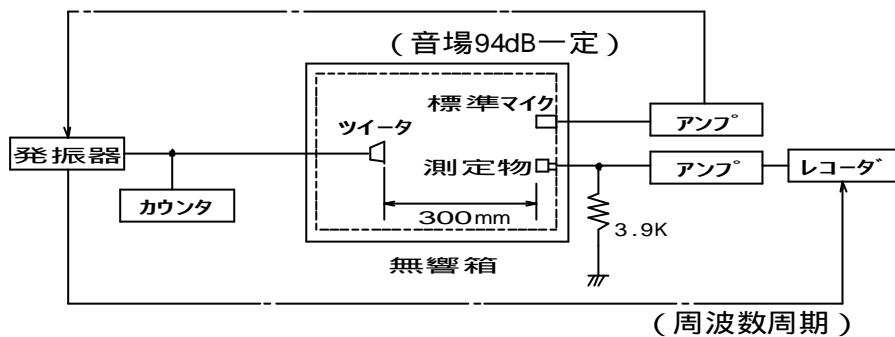 (音場94dB一定)
標準マイク
アンプ
ツイータ
発振器
測定物
アンプ
レコーダ
カウンタ
300mm
3.9K
無響箱
(周波数周期)